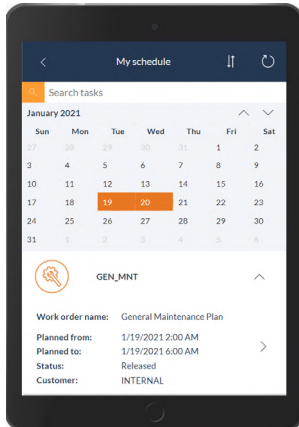 My schedule
Search tasks
January 2021
Sun Mon Tue Wed Thu Fri Sat
27 28 29 30 31 1 2
3 4 5 6 7 8 9
10 11 12 13 14 15 16
17 18 19 20 21 22 23
24 25 26 27 28 29 30
31 1 2 3 4 5 6
GEN_MNT
Work order name: General Maintenance Plan
Planned from: 1/19/2021 2:00 AM
Planned to: 1/19/2021 6:00 AM
Status: Released
Customer: INTERNAL